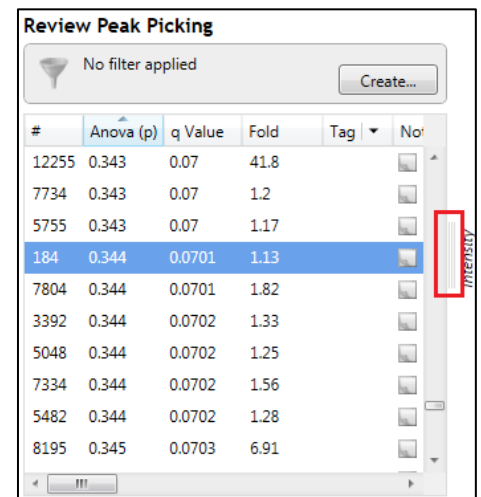 Review Peak Picking
No filter applied
Create...
# Anova (p) q Value Fold Tag Not
12255 0.343 0.07 41.8
7734 0.343 0.07 1.2
5755 0.343 0.07 1.17
184 0.344 0.0701 1.13
7804 0.344 0.0701 1.82
3392 0.344 0.0702 1.33
5048 0.344 0.0702 1.25
7334 0.344 0.0702 1.56
5482 0.344 0.0702 1.28
8195 0.345 0.0703 6.91
Intensity